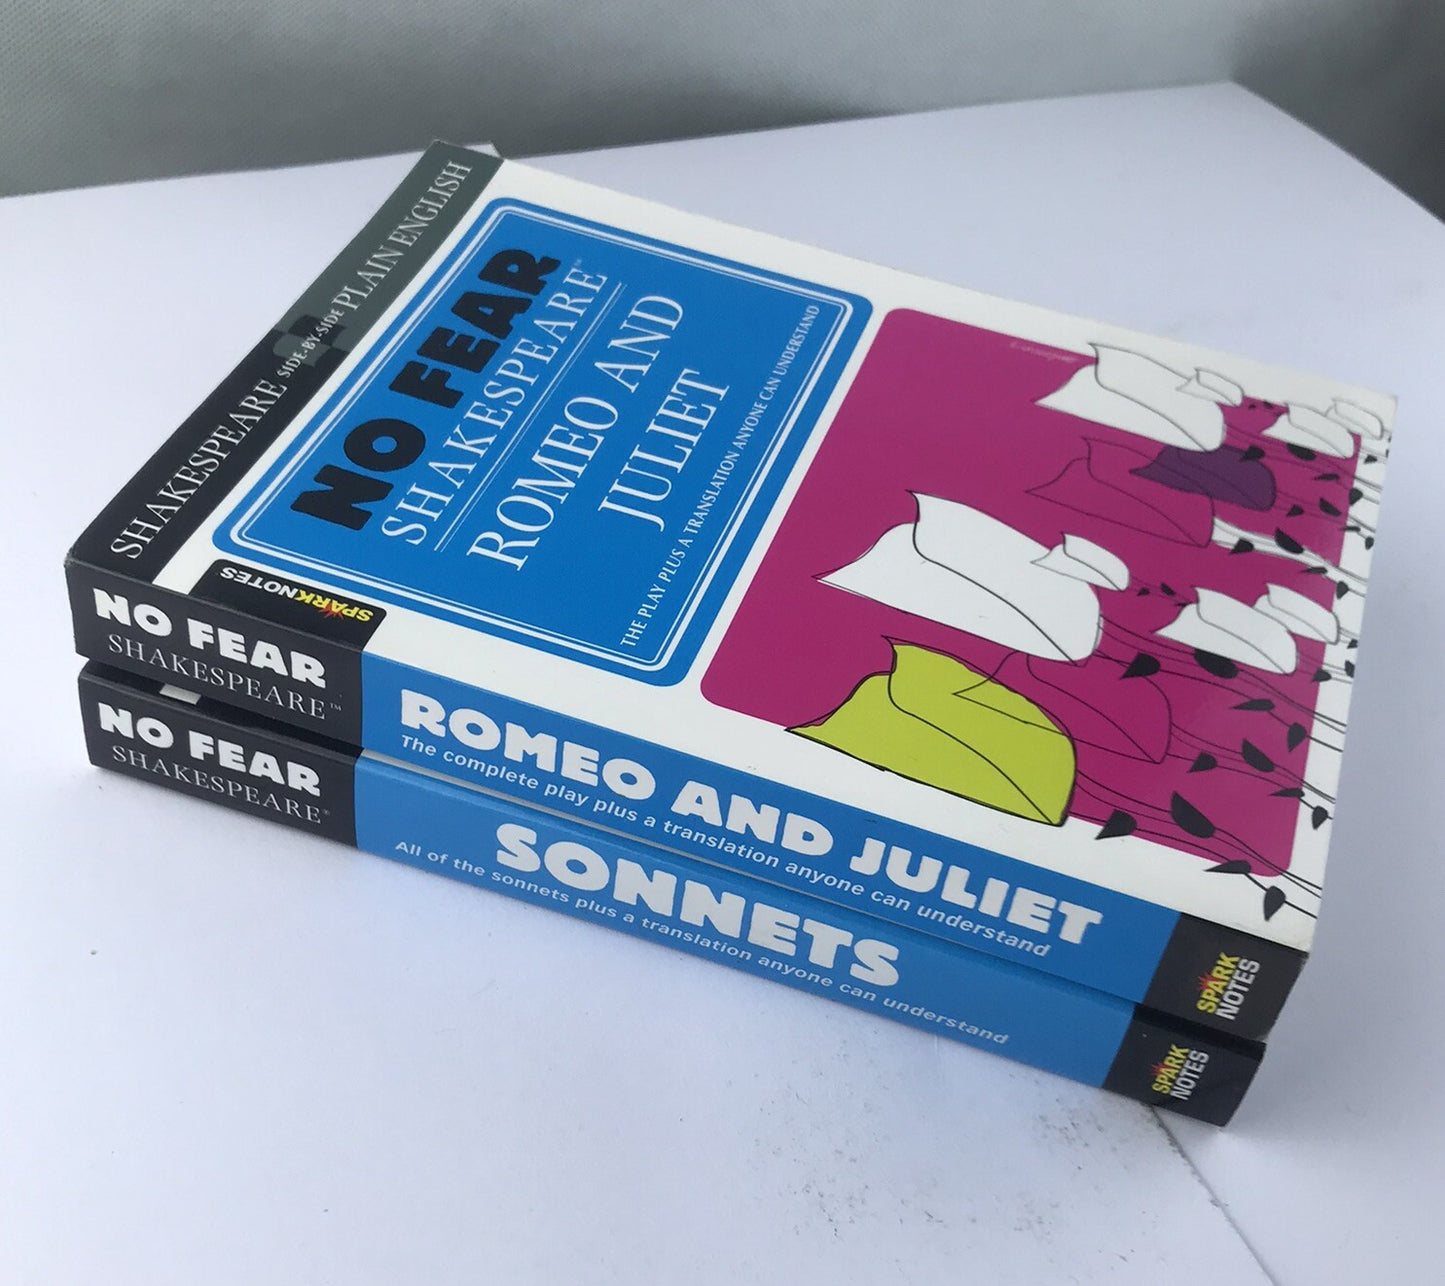 SHAKESPEARE SIDE-BY-SIDE PLAIN ENGLISH
NO FEAR
SHAKESPEARE™
ROMEO AND
JULIET
THE PLAY PLUS A TRANSLATION ANYONE CAN UNDERSTAND
SPARKNOTES
NO FEAR
SHAKESPEARE™
ROMEO AND JULIET
The complete play plus a translation anyone can understand
SPARK
NOTES
NO FEAR
SHAKESPEARE®
SONNETS
All of the sonnets plus a translation anyone can understand
SPARK
NOTES